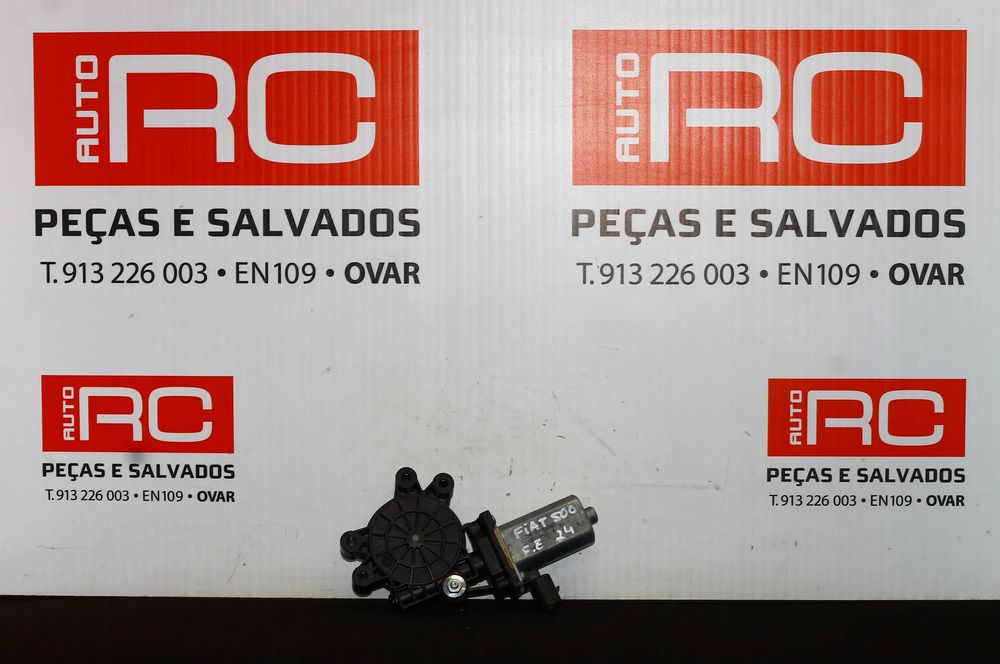 AUTO RC
PEÇAS E SALVADOS
T. 913 226 003 • EN109 • OVAR
AUTO RC
PEÇAS E SALVADOS
T. 913 226 003 • EN109 • OVAR
AUTO RC
PEÇAS E SALVADOS
T. 913 226 003 • EN109 • OVAR
AUTO RC
PEÇAS E SALVADOS
T. 913 226 003 • EN109 • OVAR
FiAT 500
F.E 24